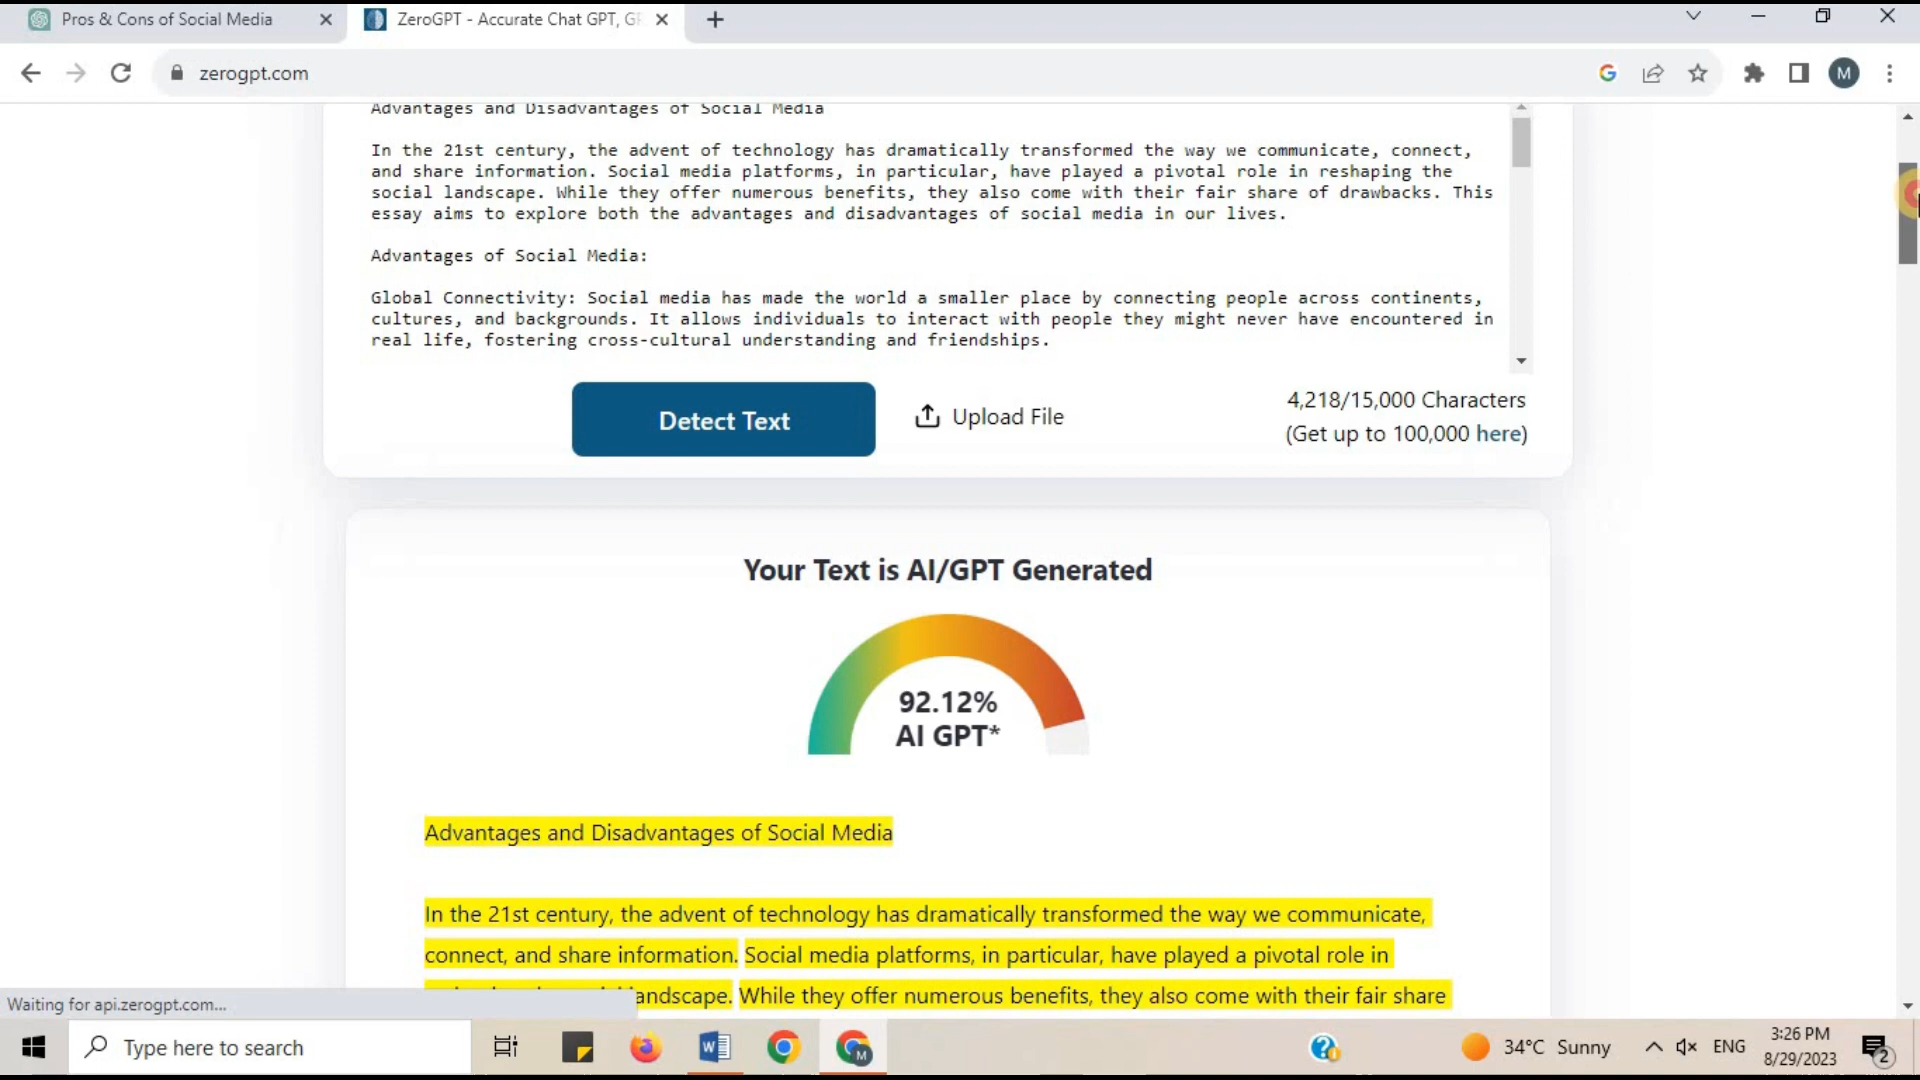 Pros & Cons of Social Media
ZeroGPT - Accurate Chat GPT, GP
zerogpt.com
M
Advantages and Disadvantages of Social Media
In the 21st century, the advent of technology has dramatically transformed the way we communicate, connect,
and share information. Social media platforms, in particular, have played a pivotal role in reshaping the
social landscape. While they offer numerous benefits, they also come with their fair share of drawbacks. This
essay aims to explore both the advantages and disadvantages of social media in our lives.
Advantages of Social Media:
Global Connectivity: Social media has made the world a smaller place by connecting people across continents,
cultures, and backgrounds. It allows individuals to interact with people they might never have encountered in
real life, fostering cross-cultural understanding and friendships.
Detect Text
Upload File
4,218/15,000 Characters
(Get up to 100,000 here)
Your Text is AI/GPT Generated
92.12%
AI GPT*
Advantages and Disadvantages of Social Media
In the 21st century, the advent of technology has dramatically transformed the way we communicate,
connect, and share information. Social media platforms, in particular, have played a pivotal role in
landscape. While they offer numerous benefits, they also come with their fair share
Waiting for api.zerogpt.com...
Type here to search
34°C Sunny
ENG
3:26 PM
8/29/2023
2